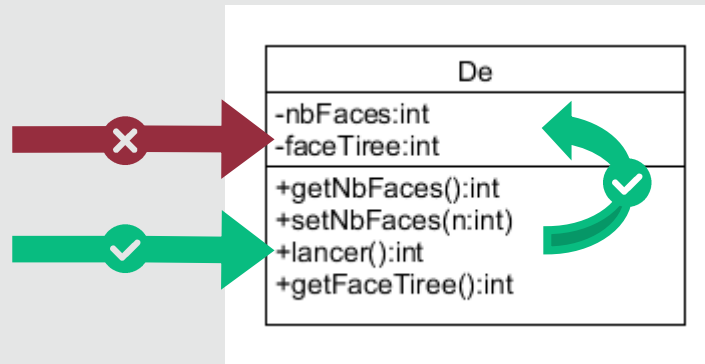 De
-nbFaces:int
-faceTiree:int
+getNbFaces():int
+setNbFaces(n:int)
+lancer():int
+getFaceTiree():int